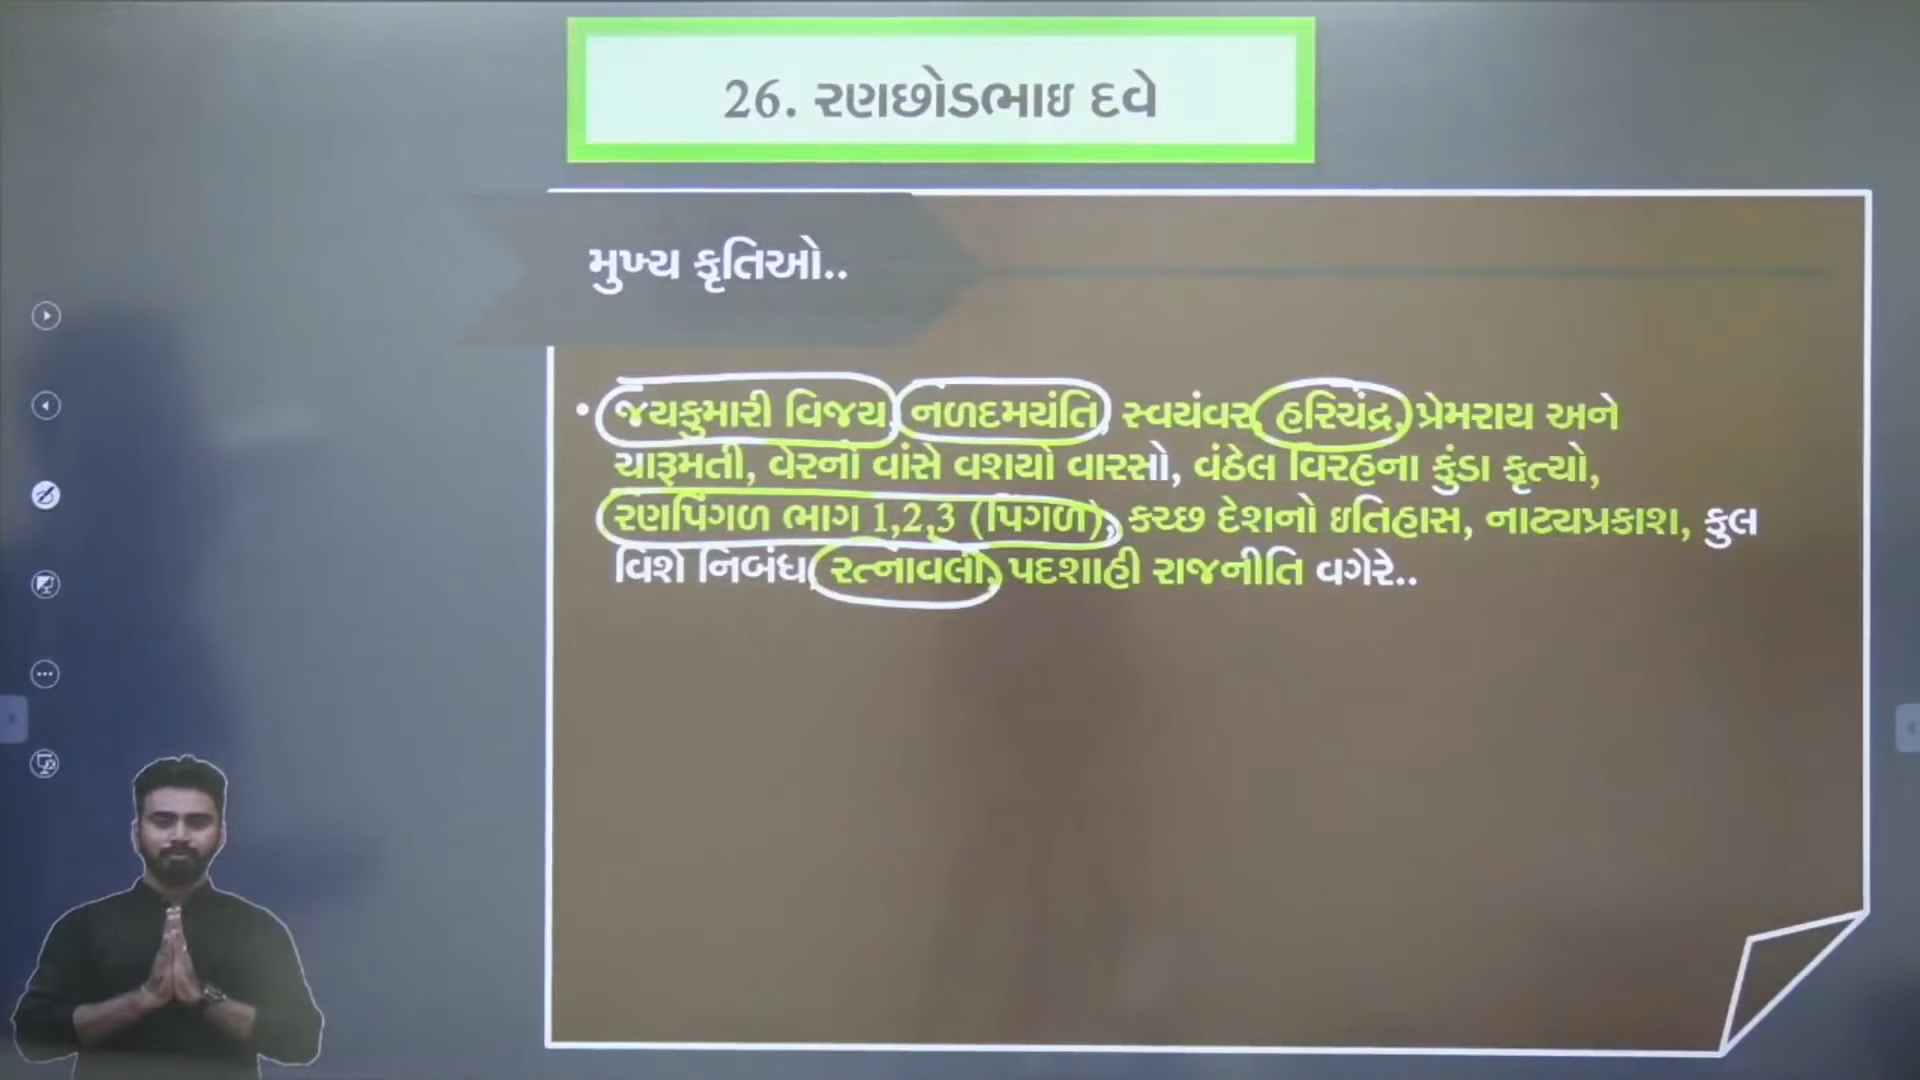 26. રણછોડભાઇ દવે
મુખ્ય કૃતિઓ..
• જયકુમારી વિજય, નળદમયંતિ, સ્વયંવર, હરિચંદ્ર, પ્રેમરાય અને
ચારૂમતી, વેરનો વાંસે વશયો વારસો, વંઠેલ વિરહના કુંડા કૃત્યો,
રણપિંગળ ભાગ 1,2,3 (પિંગળ), કચ્છ દેશનો ઇતિહાસ, નાટ્યપ્રકાશ, કુલ
વિશે નિબંધ, રત્નાવલી, પદશાહી રાજનીતિ વગેરે..